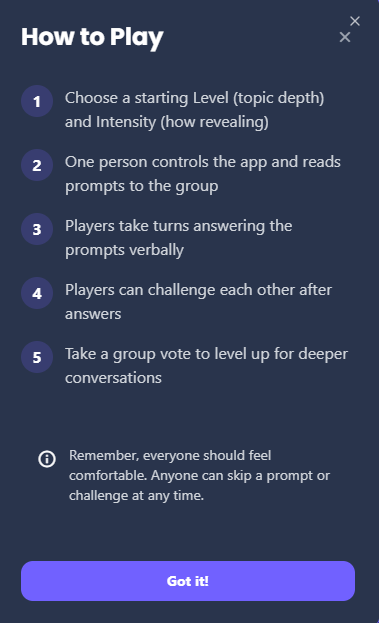 How to Play
1 Choose a starting Level (topic depth)
and Intensity (how revealing)
2 One person controls the app and reads
prompts to the group
3 Players take turns answering the
prompts verbally
4 Players can challenge each other after
answers
5 Take a group vote to level up for deeper
conversations
Remember, everyone should feel
comfortable. Anyone can skip a prompt or
challenge at any time.
Got it!